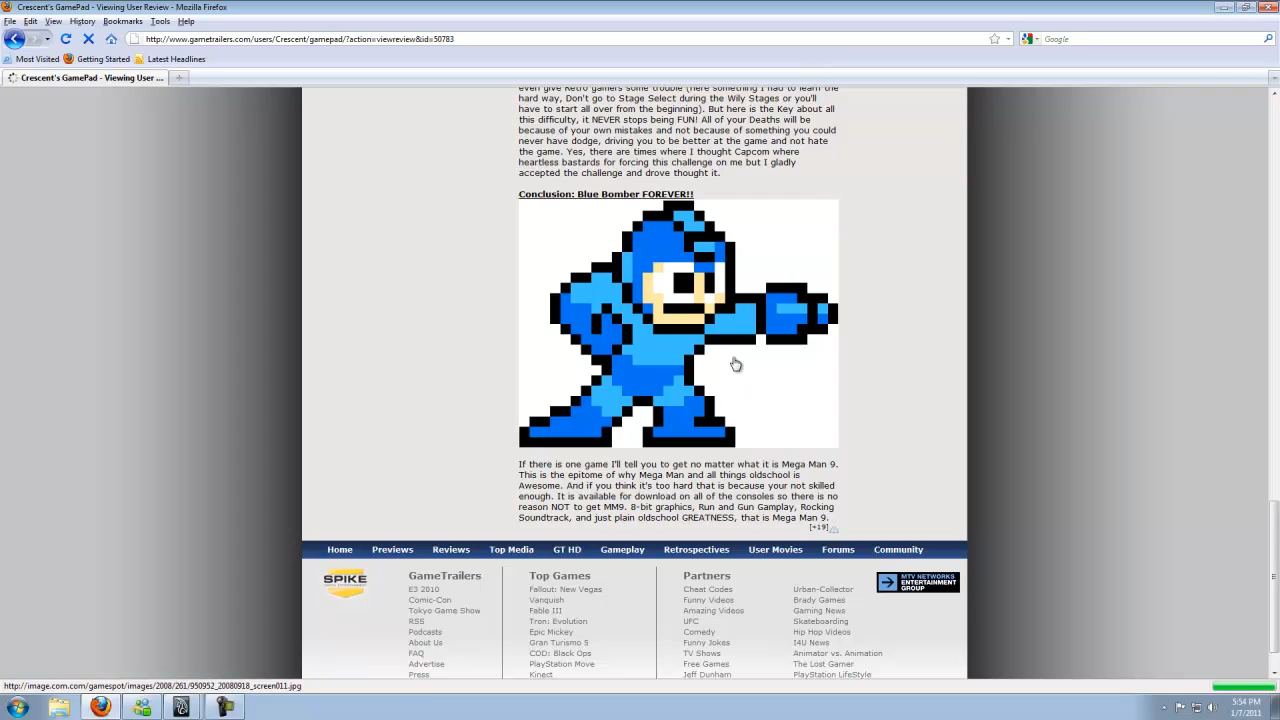 Crescent's GamePad - Viewing User Review - Mozilla Firefox
File Edit View History Bookmarks Tools Help
http://www.gametrailers.com/users/Crescent/gamepad/?action=viewreview&id=50783
Google
Most Visited Getting Started Latest Headlines
Crescent's GamePad - Viewing User ...
even give Retro gamers some trouble (here something I had to learn the
hard way, Don't go to Stage Select during the Wily Stages or you'll
have to start all over from the beginning). But here is the Key about all
this difficulty, it NEVER stops being FUN! All of your Deaths will be
because of your own mistakes and not because of something you could
never have dodge, driving you to be better at the game and not hate
the game. Yes, there are times where I thought Capcom where
heartless bastards for forcing this challenge on me but I gladly
accepted the challenge and drove thought it.
Conclusion: Blue Bomber FOREVER!!
If there is one game I'll tell you to get no matter what it is Mega Man 9.
This is the epitome of why Mega Man and all things oldschool is
Awesome. And if you think it's too hard that is because your not skilled
enough. It is available for download on all of the consoles so there is no
reason NOT to get MM9. 8-bit graphics, Run and Gun Gamplay, Rocking
Soundtrack, and just plain oldschool GREATNESS, that is Mega Man 9.
[+19]
Home Previews Reviews Top Media GT HD Gameplay Retrospectives User Movies Forums Community
SPIKE
GameTrailers
E3 2010
Comic-Con
Tokyo Game Show
RSS
Podcasts
About Us
FAQ
Advertise
Press
Top Games
Fallout: New Vegas
Vanquish
Fable III
Tron: Evolution
Epic Mickey
Gran Turismo 5
COD: Black Ops
PlayStation Move
Kinect
Partners
Cheat Codes
Funny Videos
Amazing Videos
UFC
Comedy
Funny Jokes
TV Shows
Free Games
Jeff Dunham
Urban-Collector
Brady Games
Gaming News
Skateboarding
Hip Hop Videos
I4U News
Animator vs. Animation
The Lost Gamer
PlayStation LifeStyle
MTV NETWORKS
ENTERTAINMENT
GROUP
http://image.com.com/gamespot/images/2008/261/950952_20080918_screen011.jpg
5:54 PM
1/7/2011